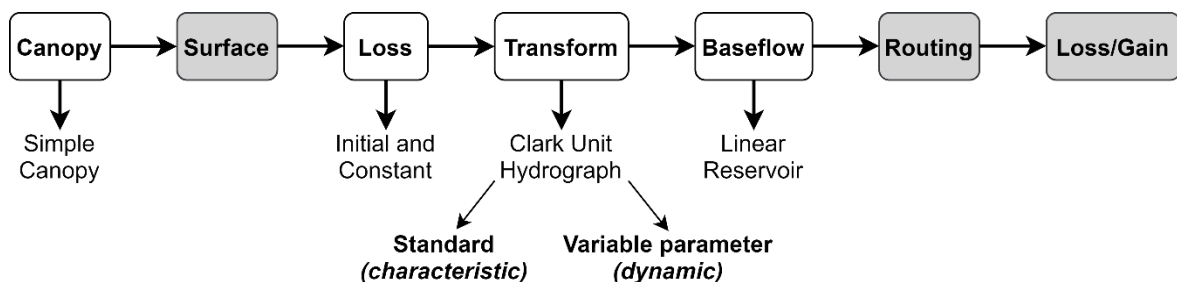 Canopy
Surface
Loss
Transform
Baseflow
Routing
Loss/Gain
Simple
Canopy
Initial and
Constant
Clark Unit
Hydrograph
Linear
Reservoir
Standard
(characteristic)
Variable parameter
(dynamic)